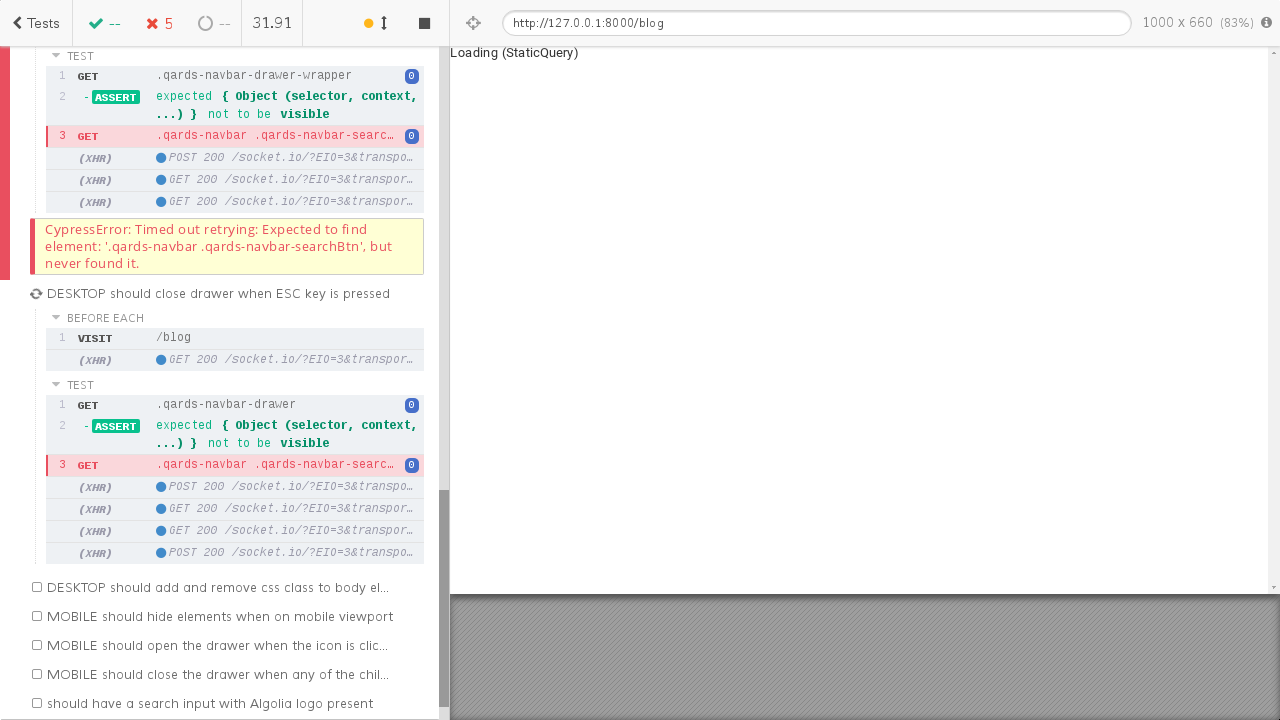 Tests
--
5
--
31.91
http://127.0.0.1:8000/blog
1000 x 660 (83%)
TEST
1 GET .qards-navbar-drawer-wrapper 0
2 - ASSERT expected { Object (selector, context,
...) } not to be visible
3 GET .qards-navbar .qards-navbar-searc… 0
(XHR) POST 200 /socket.io/?EIO=3&transpo…
(XHR) GET 200 /socket.io/?EIO=3&transpor…
(XHR) GET 200 /socket.io/?EIO=3&transpor…
CypressError: Timed out retrying: Expected to find
element: '.qards-navbar .qards-navbar-searchBtn', but
never found it.
DESKTOP should close drawer when ESC key is pressed
BEFORE EACH
1 VISIT /blog
(XHR) GET 200 /socket.io/?EIO=3&transpor…
TEST
1 GET .qards-navbar-drawer 0
2 - ASSERT expected { Object (selector, context,
...) } not to be visible
3 GET .qards-navbar .qards-navbar-searc… 0
(XHR) POST 200 /socket.io/?EIO=3&transpo…
(XHR) GET 200 /socket.io/?EIO=3&transpor…
(XHR) GET 200 /socket.io/?EIO=3&transpor…
(XHR) POST 200 /socket.io/?EIO=3&transpo…
DESKTOP should add and remove css class to body el...
MOBILE should hide elements when on mobile viewport
MOBILE should open the drawer when the icon is clic...
MOBILE should close the drawer when any of the chil...
should have a search input with Algolia logo present
Loading (StaticQuery)